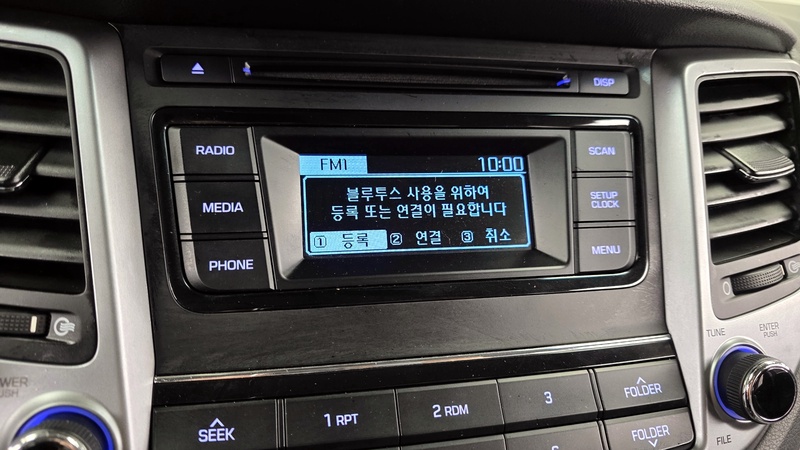 DISP
RADIO
MEDIA
PHONE
FM1 10:00
블루투스 사용을 위하여
등록 또는 연결이 필요합니다
1 등록 2 연결 3 취소
SCAN
SETUP
CLOCK
MENU
TUNE
ENTER
PUSH
SEEK
1 RPT
2 RDM
3
FOLDER
FOLDER
FILE
0